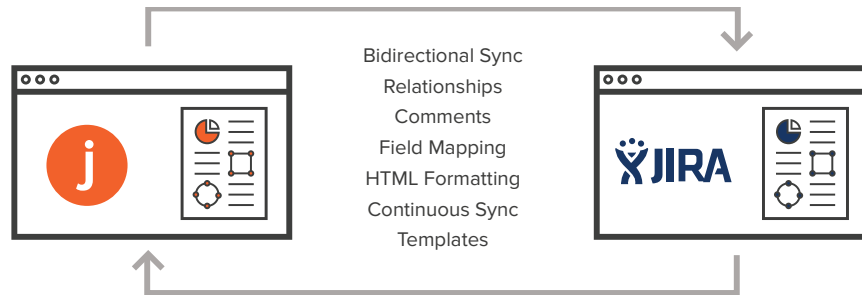 Bidirectional Sync
Relationships
Comments
Field Mapping
HTML Formatting
Continuous Sync
Templates
j
JIRA